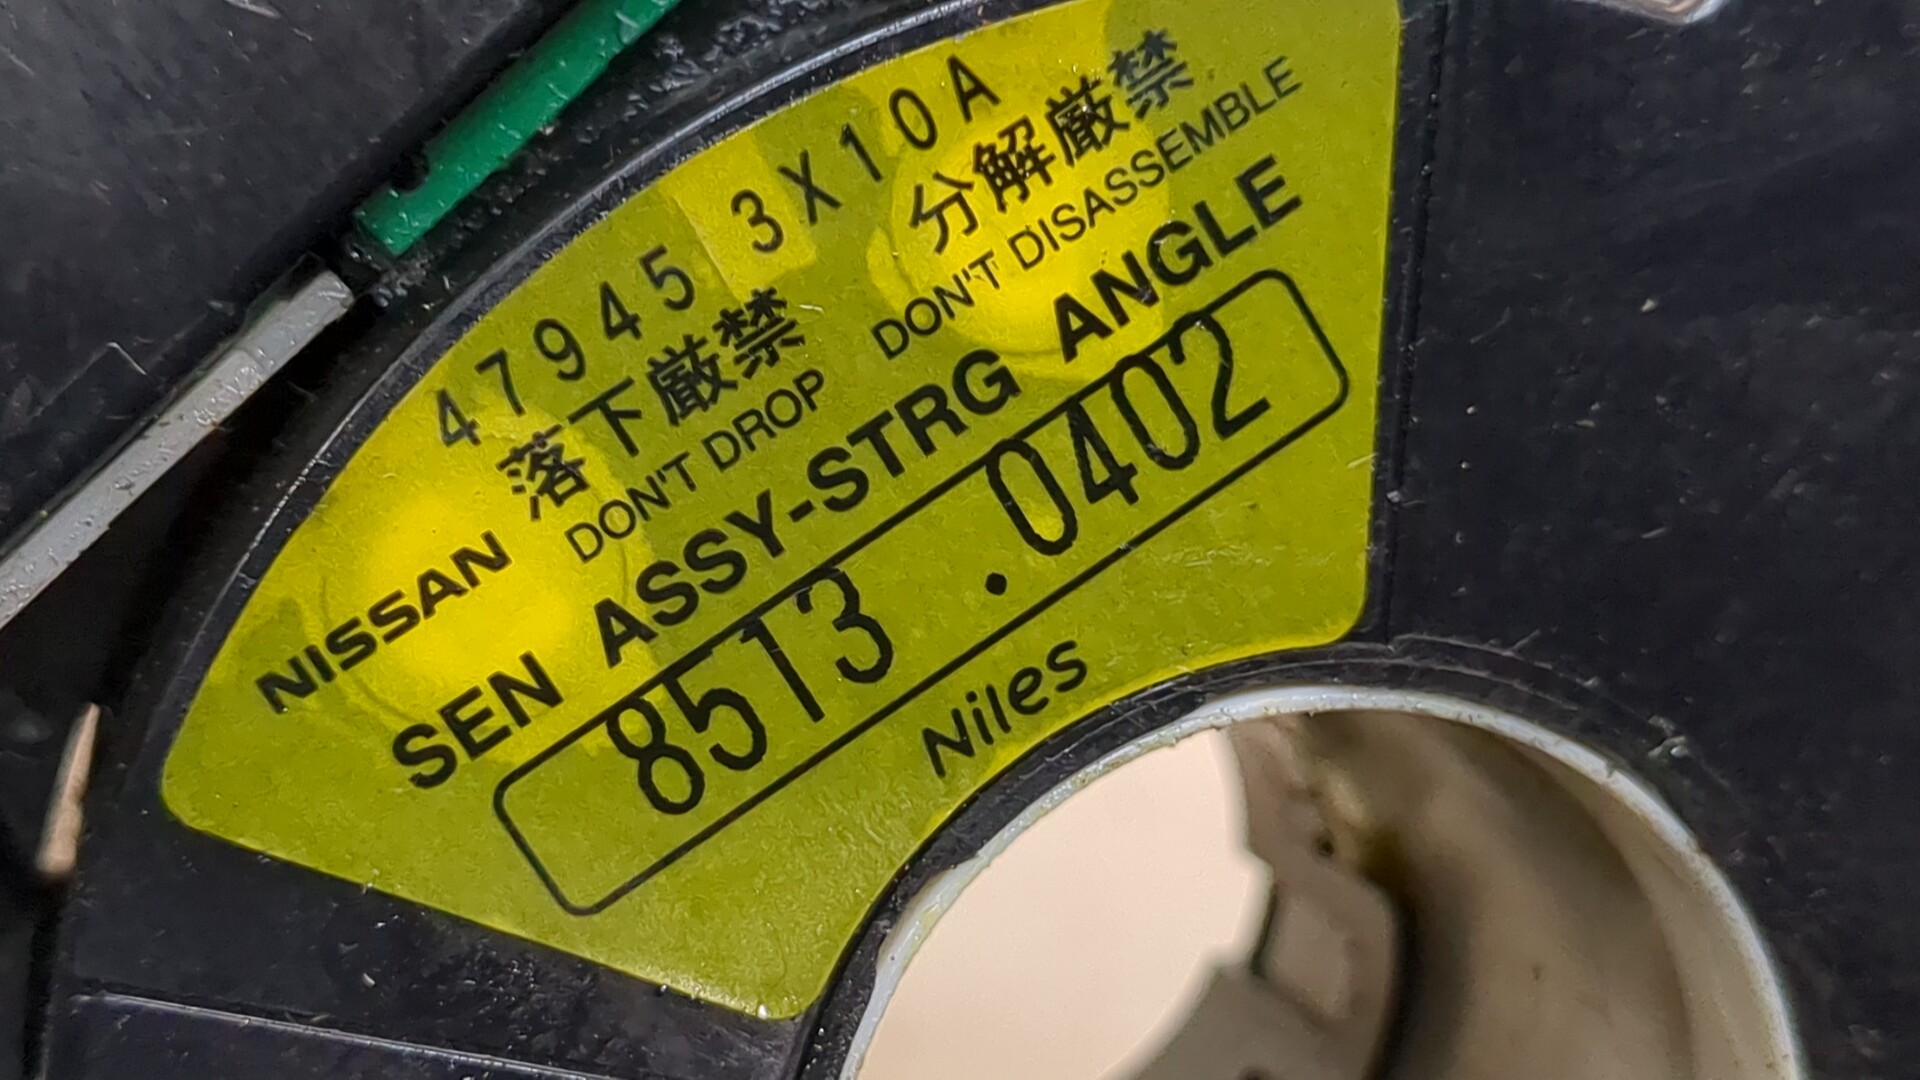 47945 3X10A
落下厳禁 分解厳禁
DON'T DROP DON'T DISASSEMBLE
NISSAN
SEN ASSY-STRG ANGLE
8513 .0402
Niles